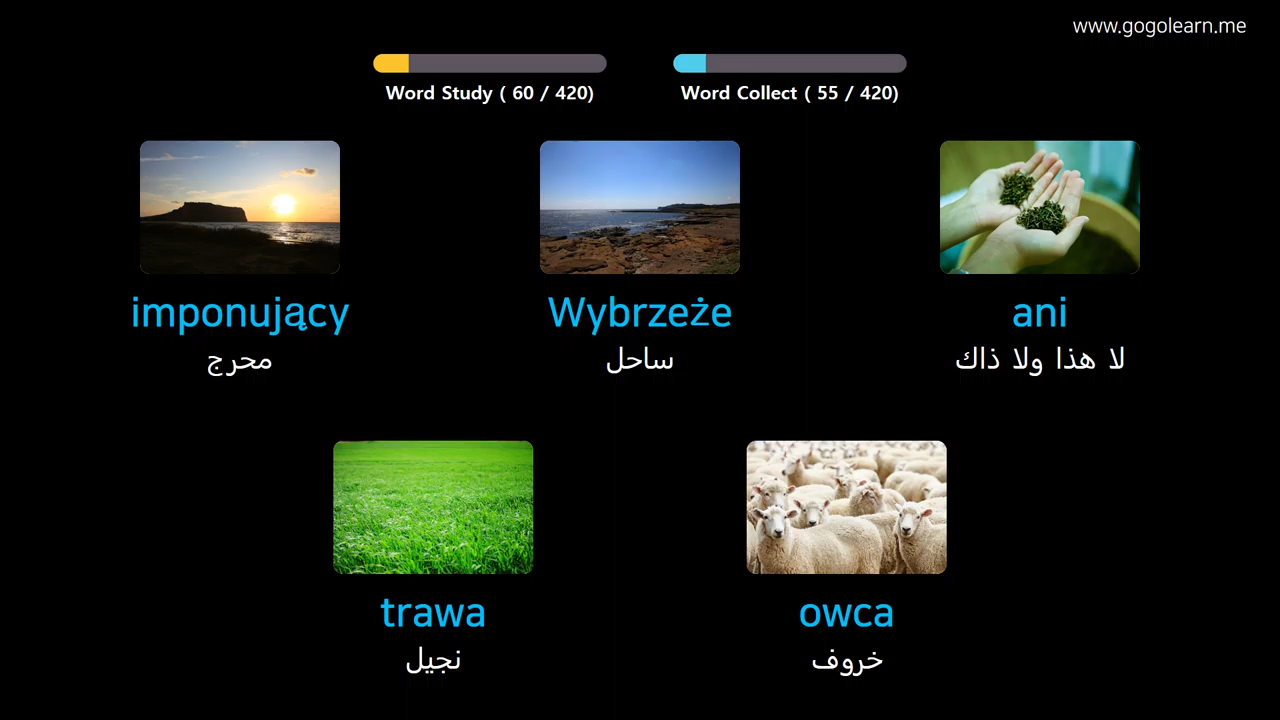 www.gogolearn.me
Word Study ( 60 / 420)
Word Collect ( 55 / 420)
imponujący
محرج
Wybrzeże
ساحل
ani
لا هذا ولا ذاك
trawa
نجيل
owca
خروف